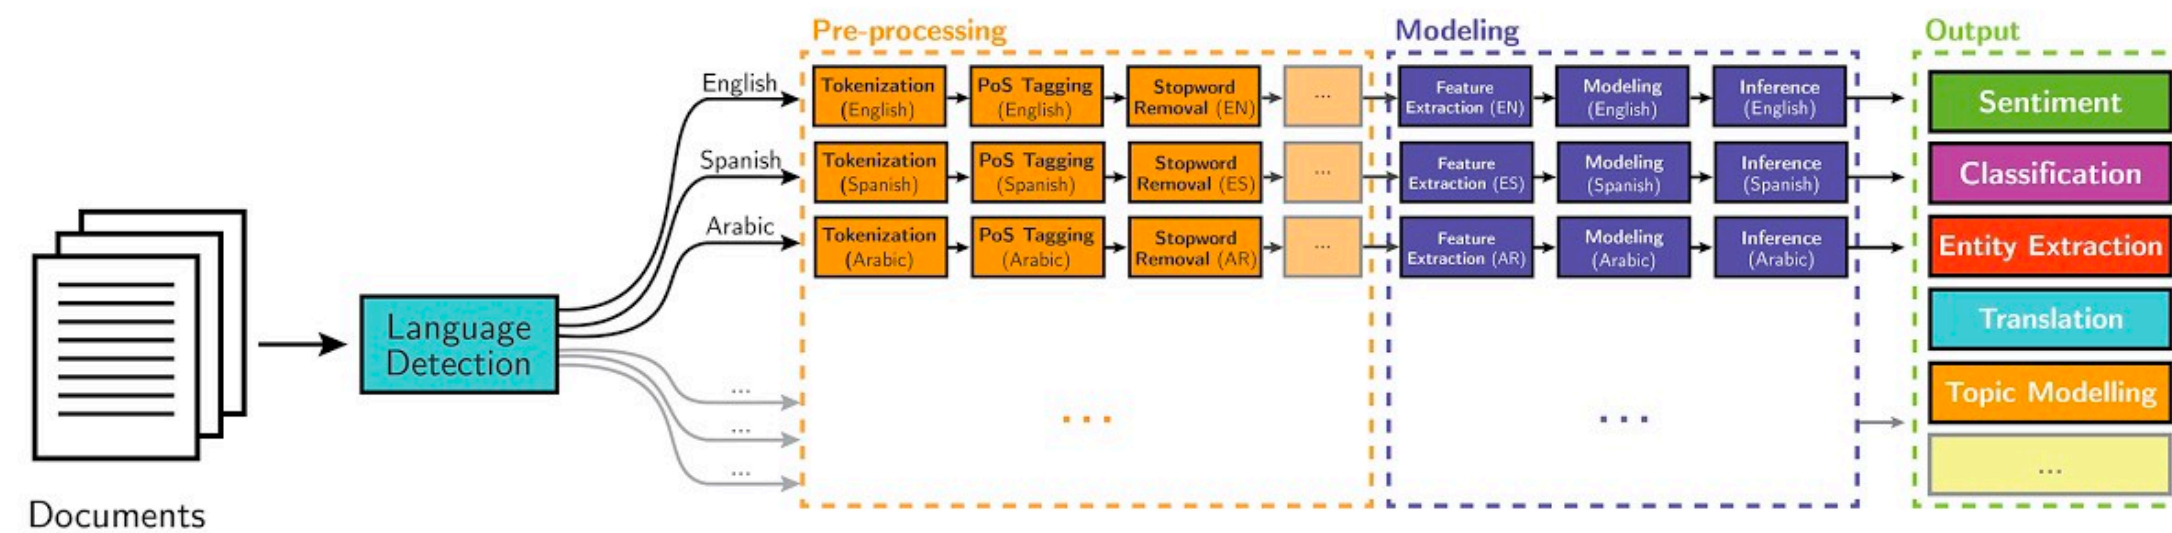 Pre-processing
Modeling
Output
English
Tokenization
(English)
PoS Tagging
(English)
Stopword
Removal (EN)
...
Feature
Extraction (EN)
Modeling
(English)
Inference
(English)
Sentiment
Spanish
Tokenization
(Spanish)
PoS Tagging
(Spanish)
Stopword
Removal (ES)
...
Feature
Extraction (ES)
Modeling
(Spanish)
Inference
(Spanish)
Classification
Arabic
Tokenization
(Arabic)
PoS Tagging
(Arabic)
Stopword
Removal (AR)
...
Feature
Extraction (AR)
Modeling
(Arabic)
Inference
(Arabic)
Entity Extraction
Language
Detection
Translation
...
...
...
...
...
Topic Modelling
...
Documents